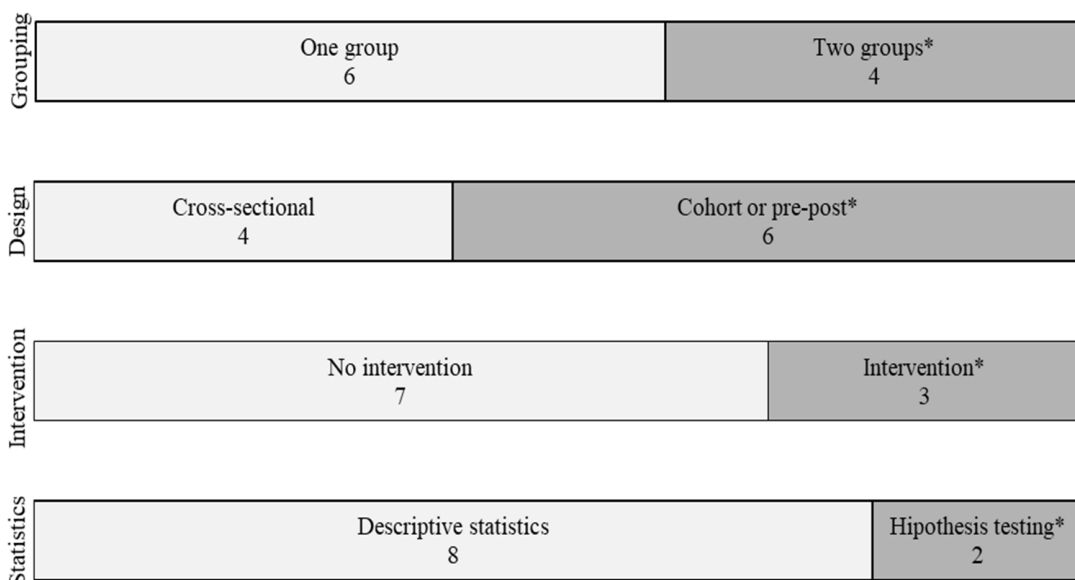 Grouping
One group
6
Two groups*
4
Design
Cross-sectional
4
Cohort or pre-post*
6
Intervention
No intervention
7
Intervention*
3
Statistics
Descriptive statistics
8
Hipothesis testing*
2